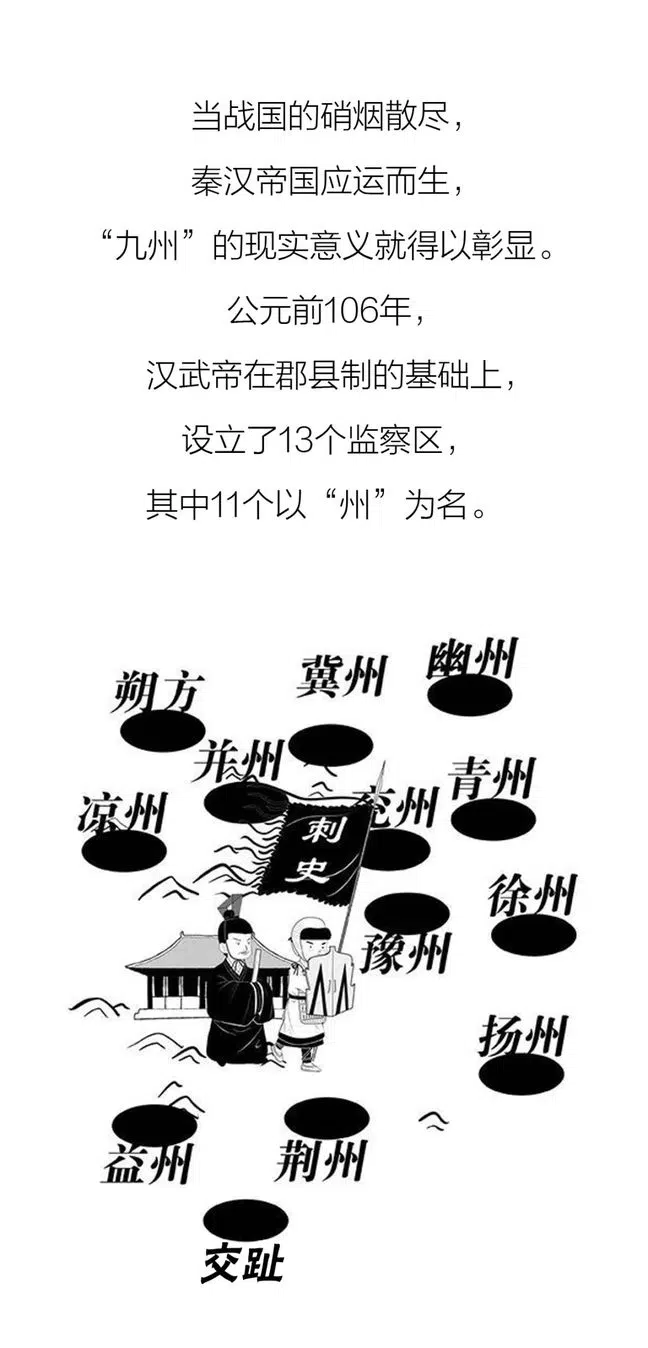 当战国的硝烟散尽，
秦汉帝国应运而生，
“九州”的现实意义就得以彰显。
公元前106年，
汉武帝在郡县制的基础上，
设立了13个监察区，
其中11个以“州”为名。
幽州
冀州
朔方
并州
青州
凉州
兖州
刺史
徐州
豫州
扬州
益州
荆州
交趾